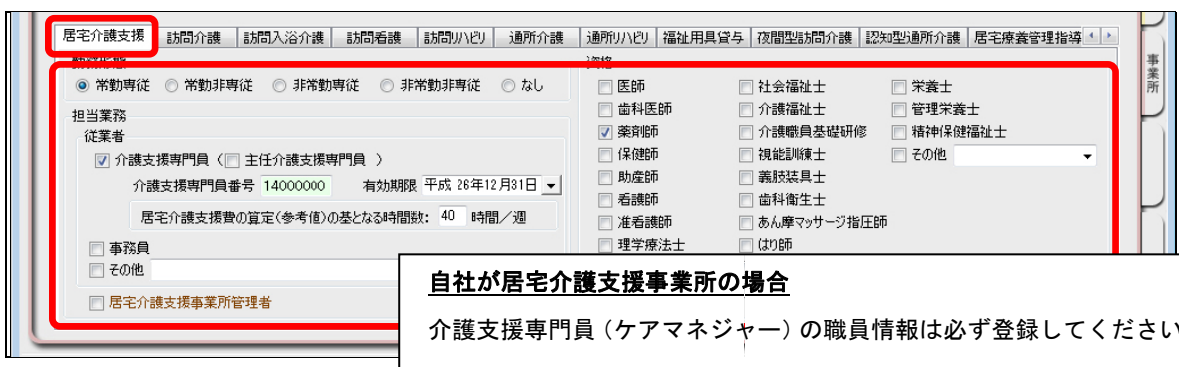 居宅介護支援 訪問介護 訪問入浴介護 訪問看護 訪問リハビリ 通所介護 通所リハビリ 福祉用具貸与 夜間型訪問介護 認知型通所介護 居宅療養管理指導
勤務形態
常勤専従 常勤非専従 非常勤専従 非常勤非専従 なし
担当業務
従業者
介護支援専門員 ( 主任介護支援専門員 )
介護支援専門員番号 14000000 有効期限 平成 26年12月31日
居宅介護支援費の算定(参考値)の基となる時間数: 40 時間/週
事務員
その他
居宅介護支援事業所管理者
資格
医師 社会福祉士 栄養士
歯科医師 介護福祉士 管理栄養士
薬剤師 介護職員基礎研修 精神保健福祉士
保健師 視能訓練士 その他
助産師 義肢装具士
看護師 歯科衛生士
准看護師 あん摩マッサージ指圧師
理学療法士 はり師
事業所
自社が居宅介護支援事業所の場合
介護支援専門員(ケアマネジャー)の職員情報は必ず登録してください